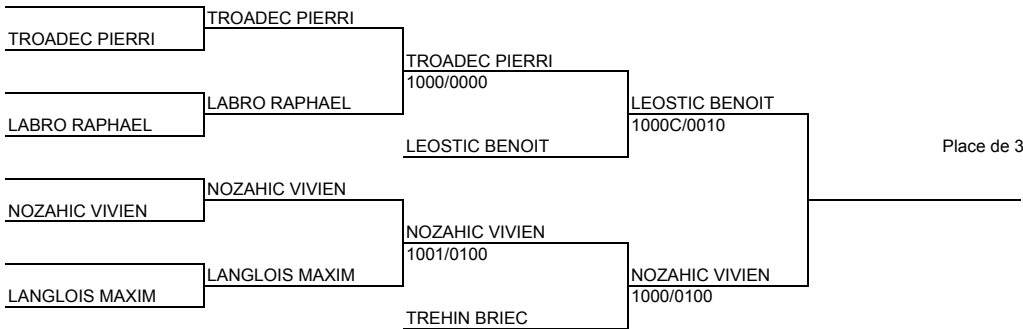 TROADEC PIERRI
TROADEC PIERRI
TROADEC PIERRI
1000/0000
LABRO RAPHAEL
LABRO RAPHAEL
LEOSTIC BENOIT
1000C/0010
LEOSTIC BENOIT
Place de 3
NOZAHIC VIVIEN
NOZAHIC VIVIEN
NOZAHIC VIVIEN
1001/0100
LANGLOIS MAXIM
LANGLOIS MAXIM
NOZAHIC VIVIEN
1000/0100
TREHIN BRIEC